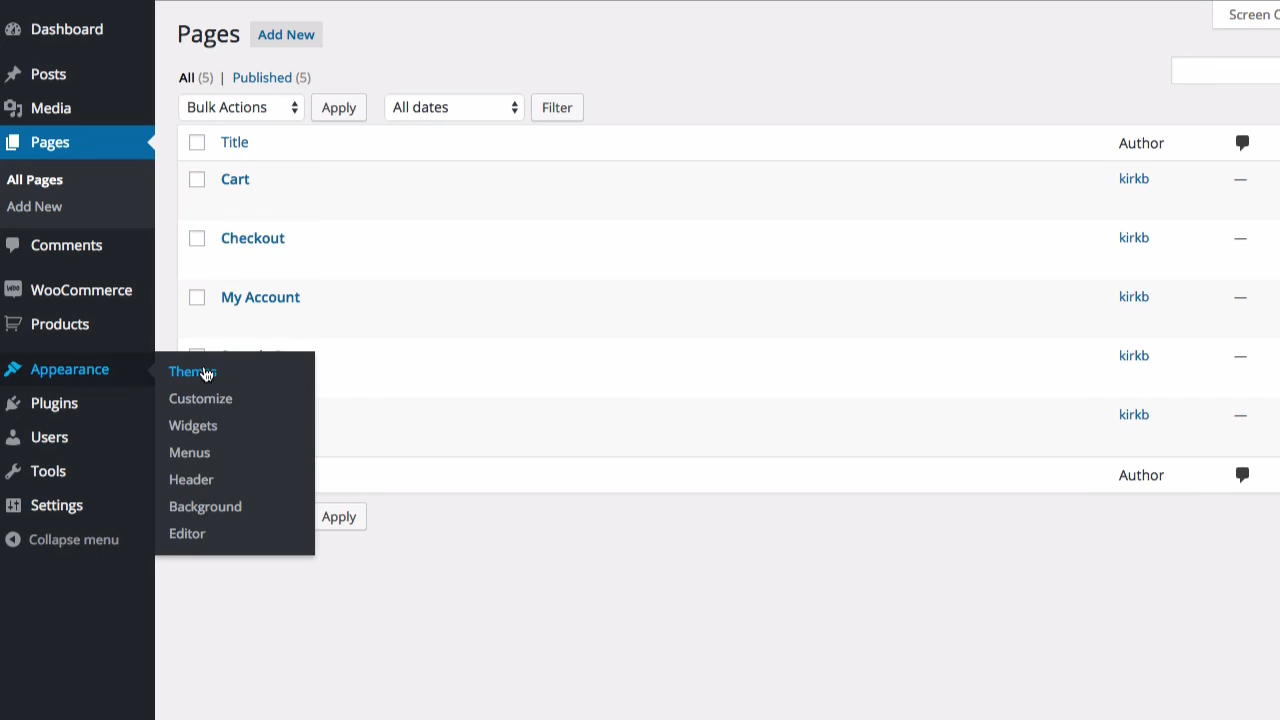 Dashboard
Posts
Media
Pages
All Pages
Add New
Comments
WooCommerce
Products
Appearance
Plugins
Users
Tools
Settings
Collapse menu
Themes
Customize
Widgets
Menus
Header
Background
Editor
Screen
Pages Add New
All (5) | Published (5)
Bulk Actions Apply All dates Filter
Title Author
Cart kirkb —
Checkout kirkb —
My Account kirkb —
kirkb —
kirkb —
Author
Apply